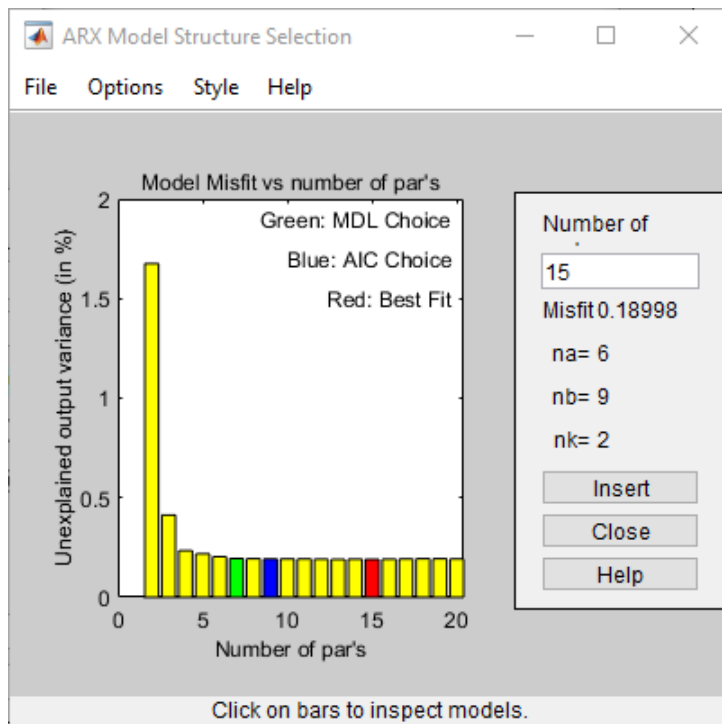 ARX Model Structure Selection
File Options Style Help
Model Misfit vs number of par's
Green: MDL Choice
Blue: AIC Choice
Red: Best Fit
Unexplained output variance (in %)
2
1.5
1
0.5
0
0 5 10 15 20
Number of par's
Number of
15
Misfit 0.18998
na= 6
nb= 9
nk= 2
Insert
Close
Help
Click on bars to inspect models.